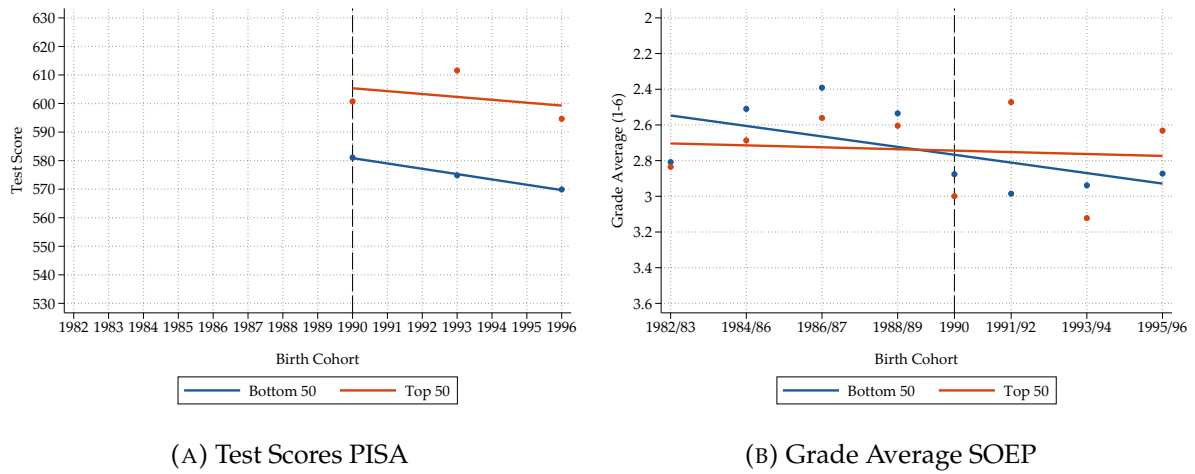 630
620
610
600
590
580
570
560
550
540
530
Test Score
1982 1983 1984 1985 1986 1987 1988 1989 1990 1991 1992 1993 1994 1995 1996
Birth Cohort
Bottom 50 Top 50
(A) Test Scores PISA
2
2.2
2.4
2.6
2.8
3
3.2
3.4
3.6
Grade Average (1-6)
1982/83 1984/86 1986/87 1988/89 1990 1991/92 1993/94 1995/96
Birth Cohort
Bottom 50 Top 50
(B) Grade Average SOEP